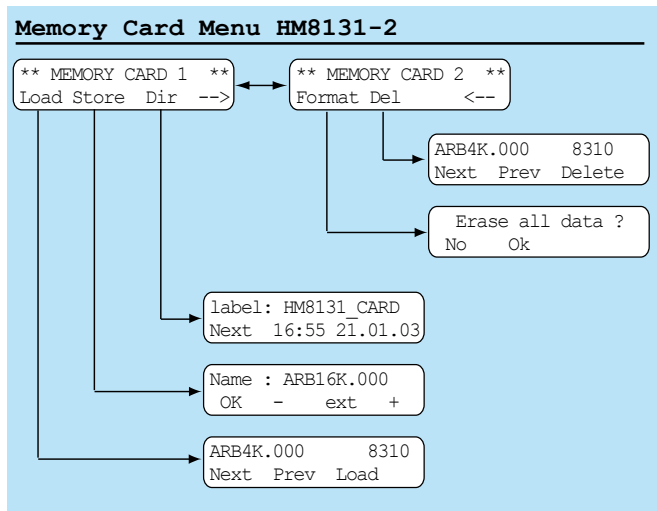 Memory Card Menu HM8131-2
** MEMORY CARD 1 **
Load Store Dir -->
** MEMORY CARD 2 **
Format Del <--
ARB4K.000 8310
Next Prev Delete
Erase all data ?
No Ok
label: HM8131_CARD
Next 16:55 21.01.03
Name : ARB16K.000
OK - ext +
ARB4K.000 8310
Next Prev Load